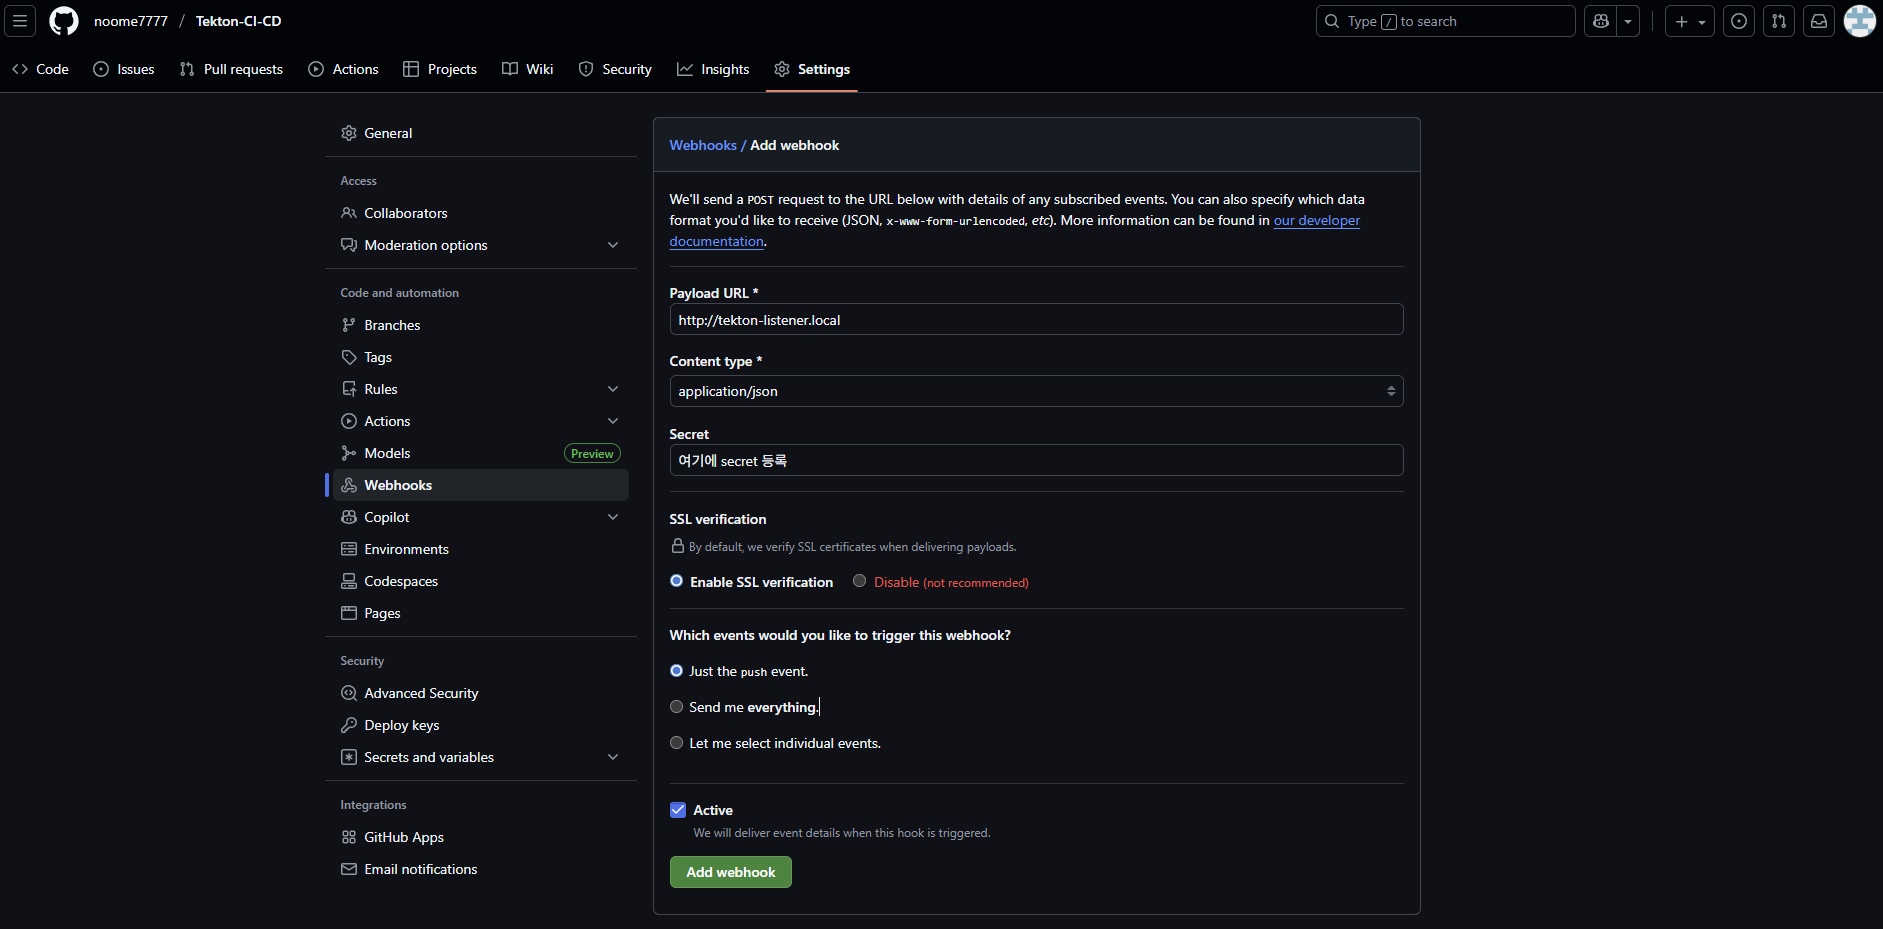 noome7777 / Tekton-CI-CD
Type / to search
Code Issues Pull requests Actions Projects Wiki Security Insights Settings
General
Access
Collaborators
Moderation options
Code and automation
Branches
Tags
Rules
Actions
Models Preview
Webhooks
Copilot
Environments
Codespaces
Pages
Security
Advanced Security
Deploy keys
Secrets and variables
Integrations
GitHub Apps
Email notifications
Webhooks / Add webhook
We'll send a POST request to the URL below with details of any subscribed events. You can also specify which data
format you'd like to receive (JSON, x-www-form-urlencoded, etc). More information can be found in our developer
documentation.
Payload URL *
http://tekton-listener.local
Content type *
application/json
Secret
여기에 secret 등록
SSL verification
By default, we verify SSL certificates when delivering payloads.
Enable SSL verification Disable (not recommended)
Which events would you like to trigger this webhook?
Just the push event.
Send me everything.
Let me select individual events.
Active
We will deliver event details when this hook is triggered.
Add webhook